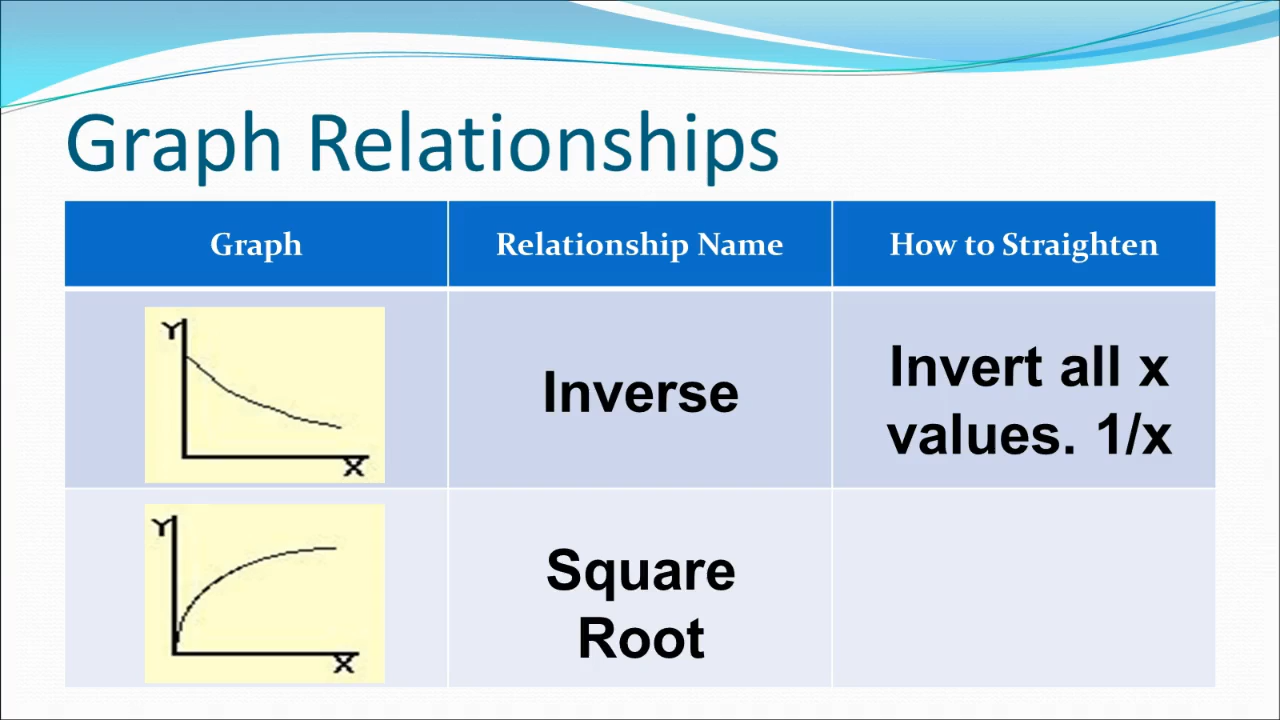 Graph Relationships
Graph
Relationship Name
How to Straighten
Y
X
Inverse
Invert all x
values. 1/x
Y
X
Square
Root